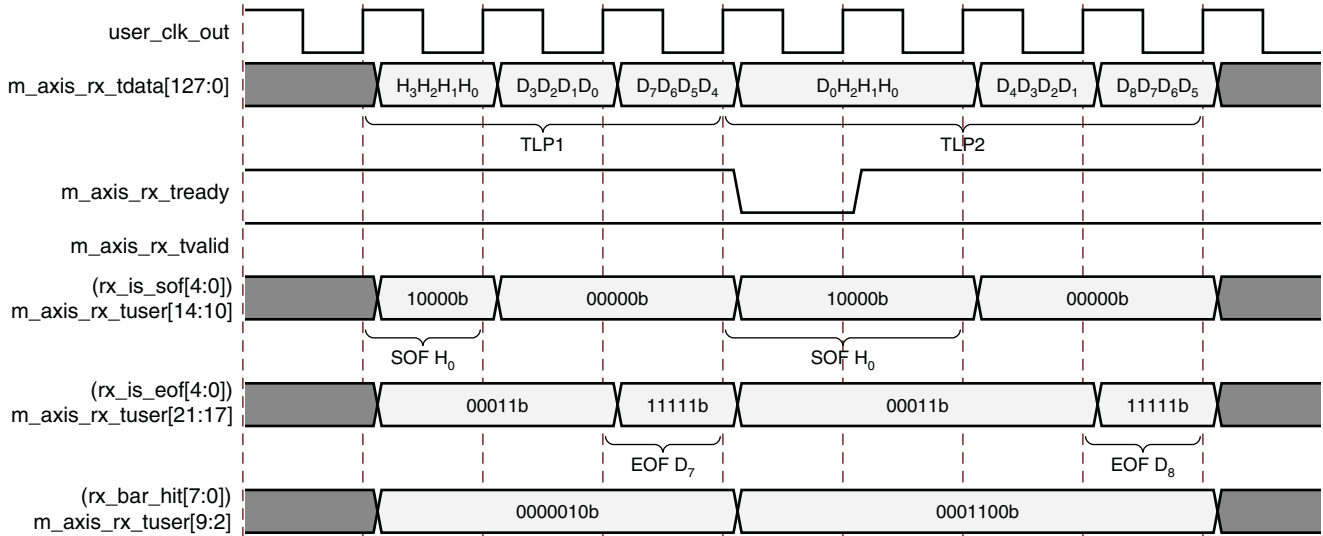 user_clk_out
m_axis_rx_tdata[127:0]
H3H2H1H0 D3D2D1D0 D7D6D5D4 D0H2H1H0 D4D3D2D1 D8D7D6D5
TLP1 TLP2
m_axis_rx_tready
m_axis_rx_tvalid
(rx_is_sof[4:0])
m_axis_rx_tuser[14:10]
10000b 00000b 10000b 00000b
SOF H0 SOF H0
(rx_is_eof[4:0])
m_axis_rx_tuser[21:17]
00011b 11111b 00011b 11111b
EOF D7 EOF D8
(rx_bar_hit[7:0])
m_axis_rx_tuser[9:2]
0000010b 0001100b